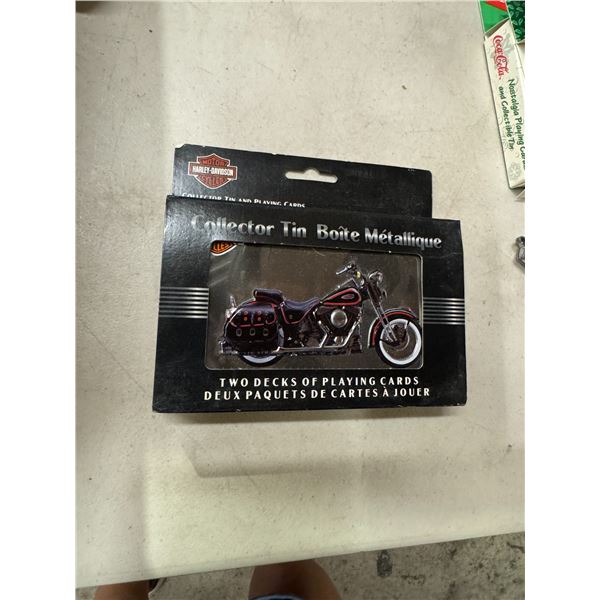 MOTOR
HARLEY-DAVIDSON
CYCLES
COLLECTOR TIN AND PLAYING CARDS
Collector Tin Boîte Métallique
TWO DECKS OF PLAYING CARDS
DEUX PAQUETS DE CARTES À JOUER
Coca-Cola
Nostalgia Playing Cards
and Collectible Tin